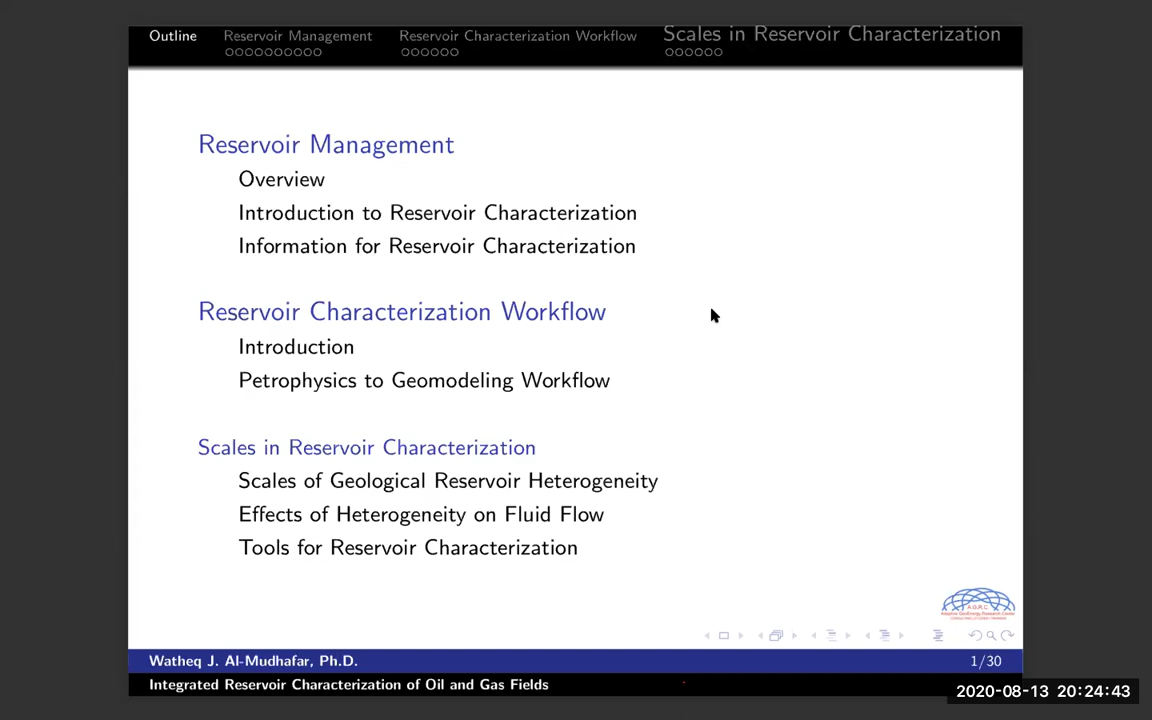 Outline
Reservoir Management
Reservoir Characterization Workflow
Scales in Reservoir Characterization
Reservoir Management
Overview
Introduction to Reservoir Characterization
Information for Reservoir Characterization
Reservoir Characterization Workflow
Introduction
Petrophysics to Geomodeling Workflow
Scales in Reservoir Characterization
Scales of Geological Reservoir Heterogeneity
Effects of Heterogeneity on Fluid Flow
Tools for Reservoir Characterization
A.G.R.C
Watheq J. Al-Mudhafar, Ph.D.
1/30
Integrated Reservoir Characterization of Oil and Gas Fields
2020-08-13 20:24:43